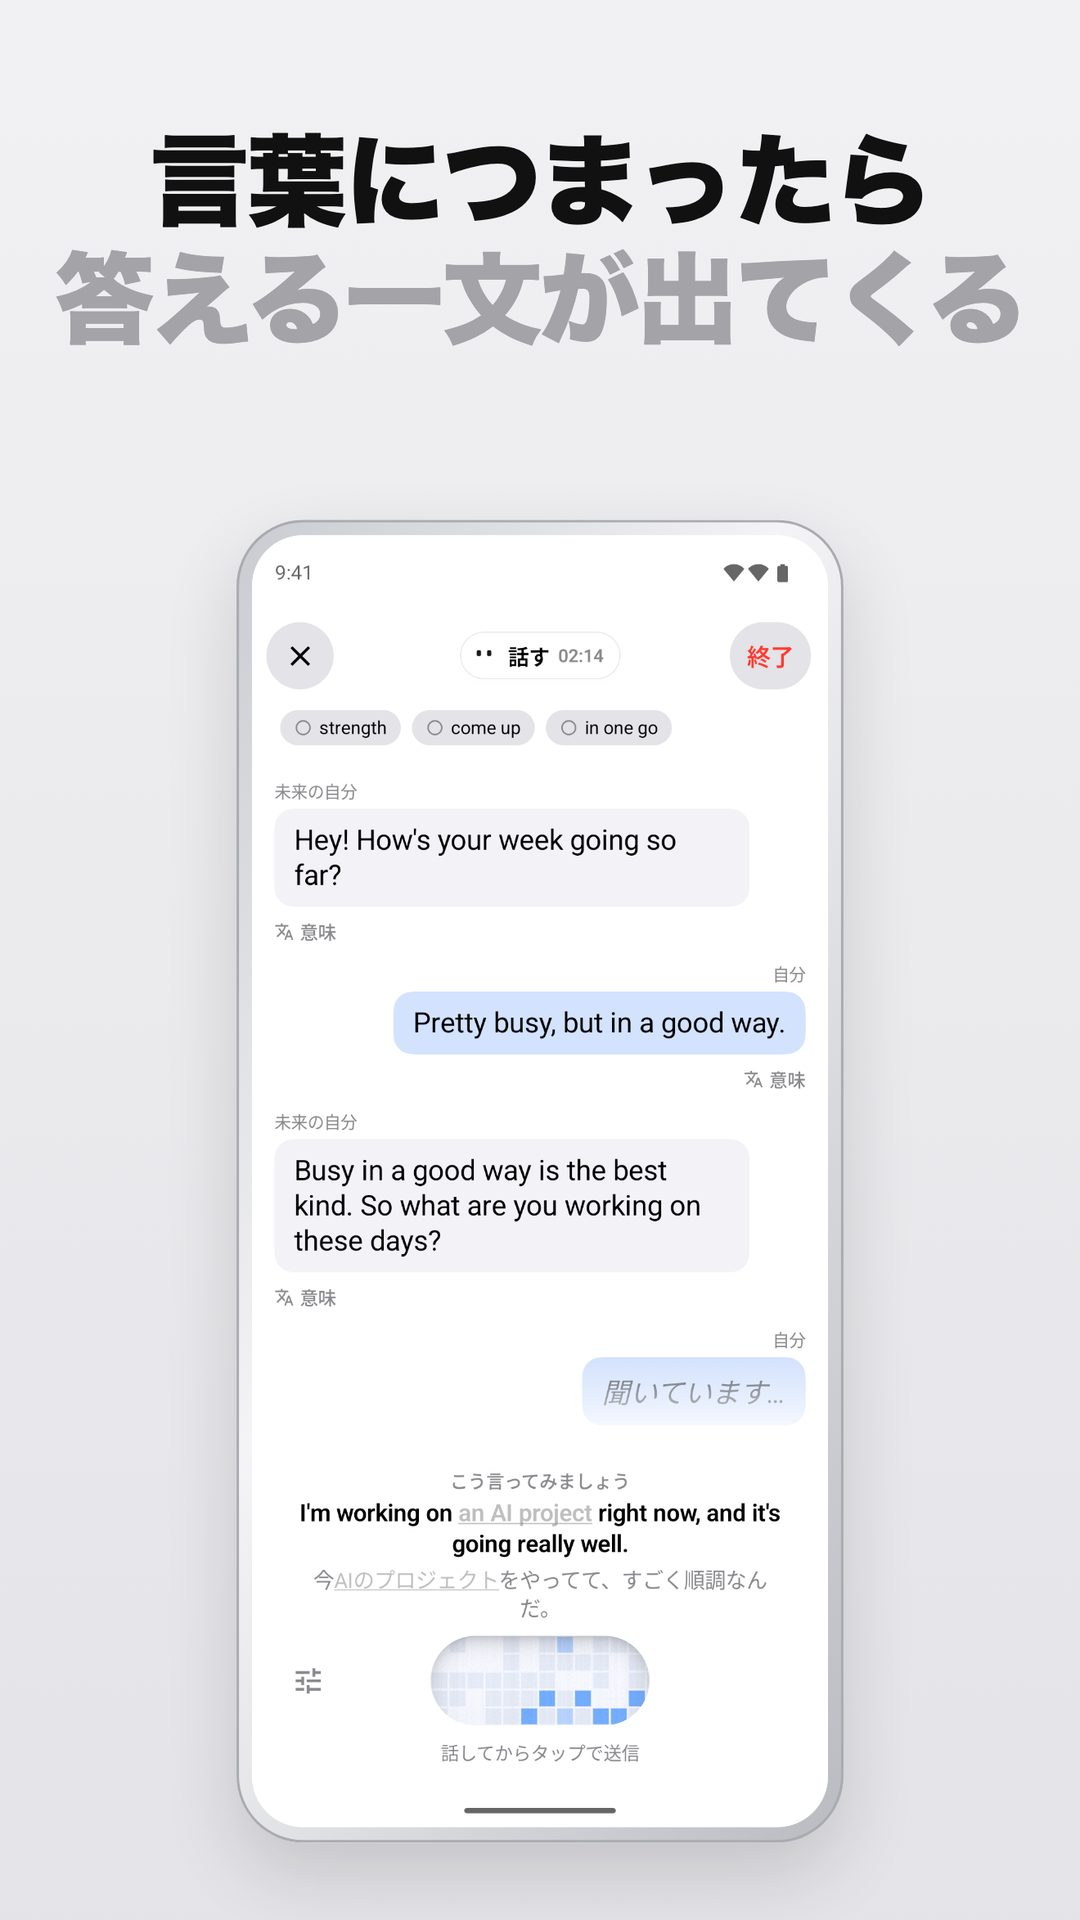 言葉につまったら
答える一文が出てくる
9:41
話す 02:14
終了
strength
come up
in one go
未来の自分
Hey! How's your week going so
far?
意味
自分
Pretty busy, but in a good way.
意味
未来の自分
Busy in a good way is the best
kind. So what are you working on
these days?
意味
自分
聞いています...
こう言ってみましょう
I'm working on an AI project right now, and it's
going really well.
今AIのプロジェクトをやってて、すごく順調なん
だ。
話してからタップで送信